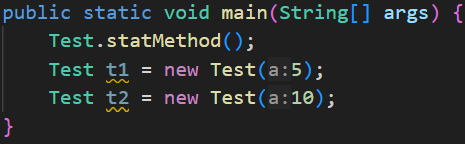 public static void main(String[] args) {
Test.statMethod();
Test t1 = new Test(a:5);
Test t2 = new Test(a:10);
}